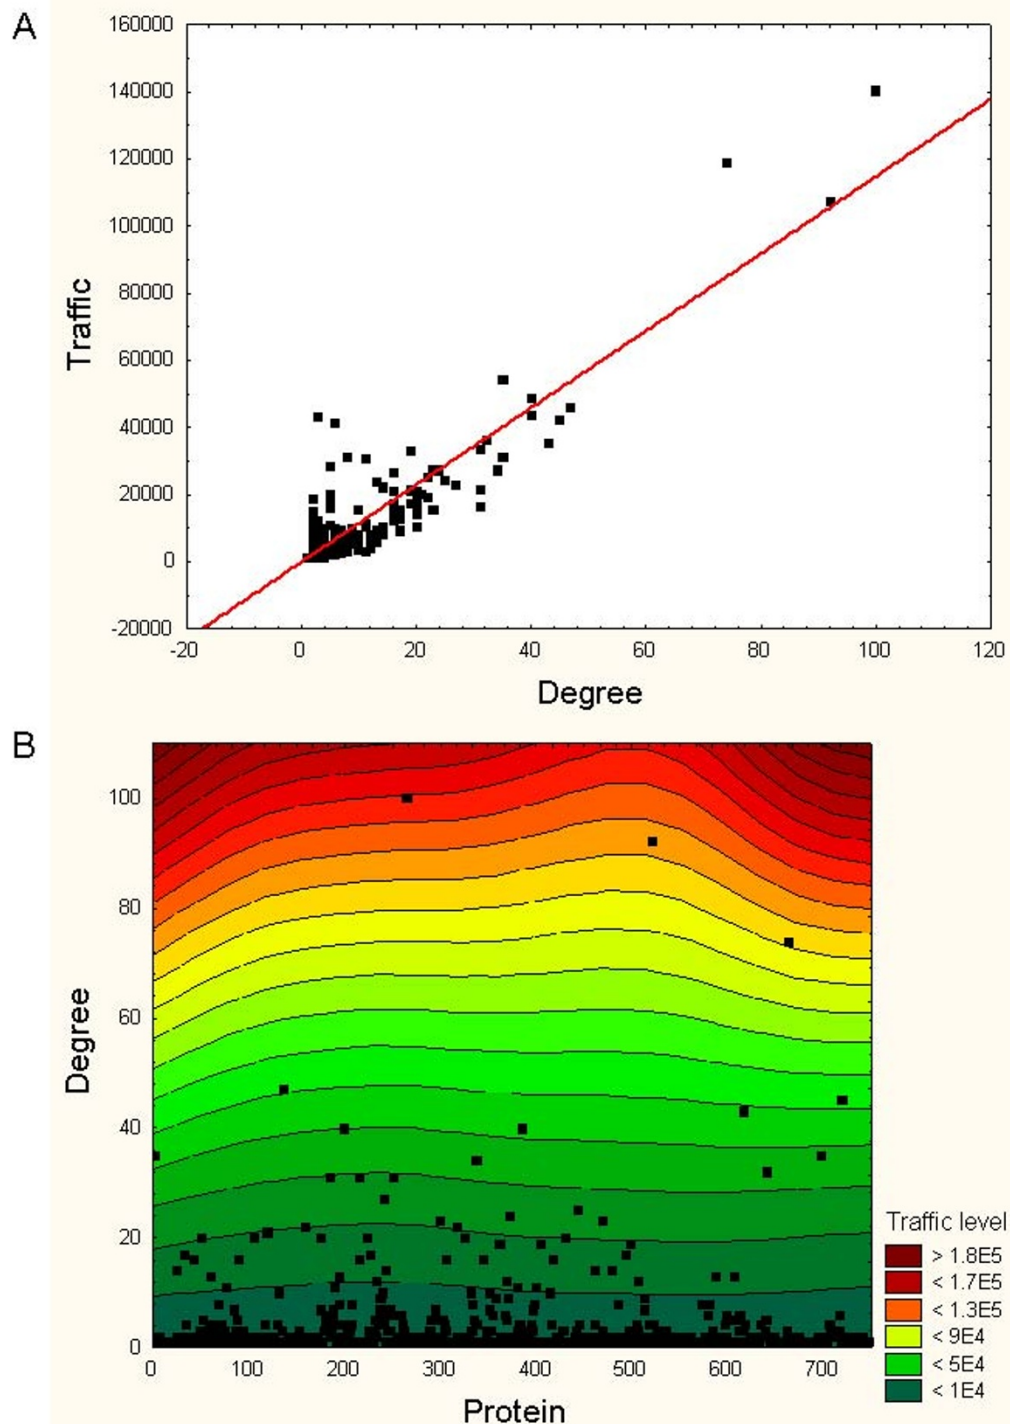 A
160000
140000
120000
100000
80000
60000
40000
20000
0
-20000
Traffic
-20 0 20 40 60 80 100 120
Degree
B
100
80
60
40
20
0
Degree
0 100 200 300 400 500 600 700
Protein
Traffic level
> 1.8E5
< 1.7E5
< 1.3E5
< 9E4
< 5E4
< 1E4